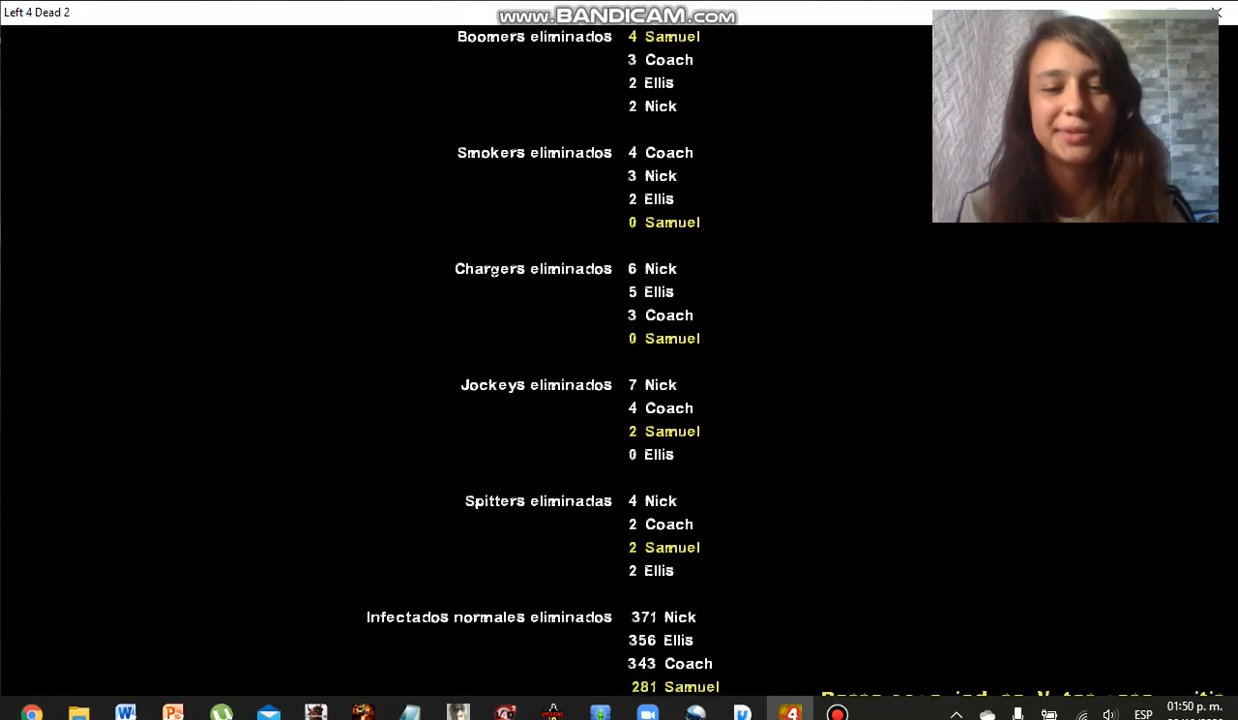 Left 4 Dead 2
www.BANDICAM.com
Boomers eliminados 4 Samuel
3 Coach
2 Ellis
2 Nick
Smokers eliminados 4 Coach
3 Nick
2 Ellis
0 Samuel
Chargers eliminados 6 Nick
5 Ellis
3 Coach
0 Samuel
Jockeys eliminados 7 Nick
4 Coach
2 Samuel
0 Ellis
Spitters eliminadas 4 Nick
2 Coach
2 Samuel
2 Ellis
Infectados normales eliminados 371 Nick
356 Ellis
343 Coach
281 Samuel
ESP
01:50 p. m.